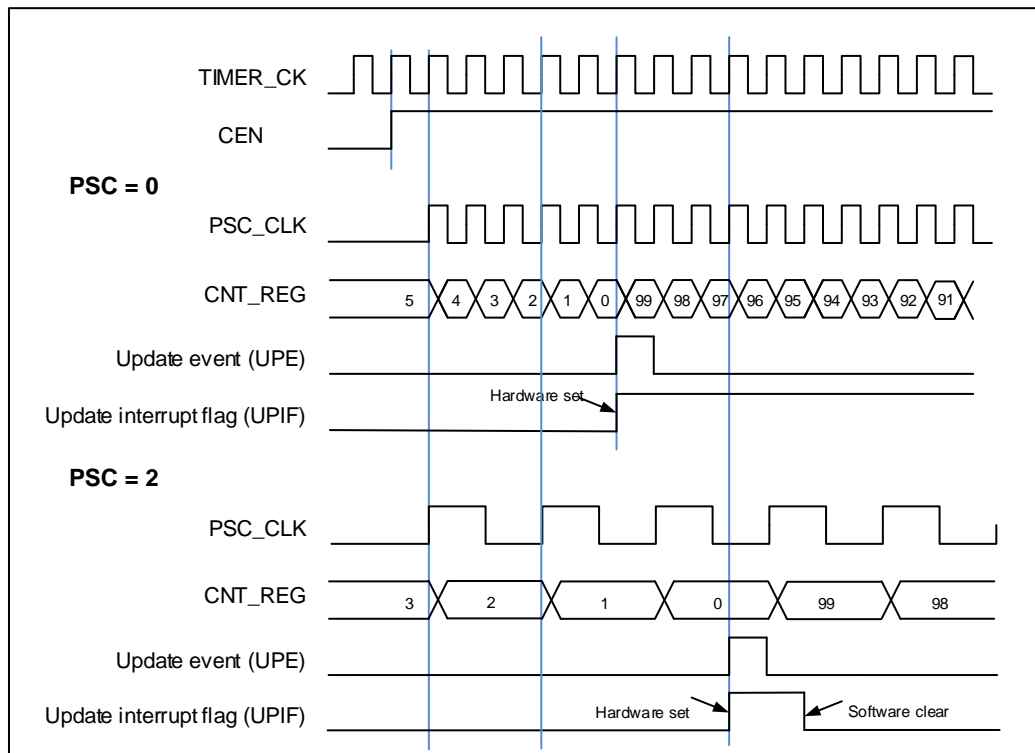 TIMER_CK
CEN
PSC = 0
PSC_CLK
CNT_REG 5 4 3 2 1 0 99 98 97 96 95 94 93 92 91
Update event (UPE)
Hardware set
Update interrupt flag (UPIF)
PSC = 2
PSC_CLK
CNT_REG 3 2 1 0 99 98
Update event (UPE)
Update interrupt flag (UPIF) Hardware set Software clear